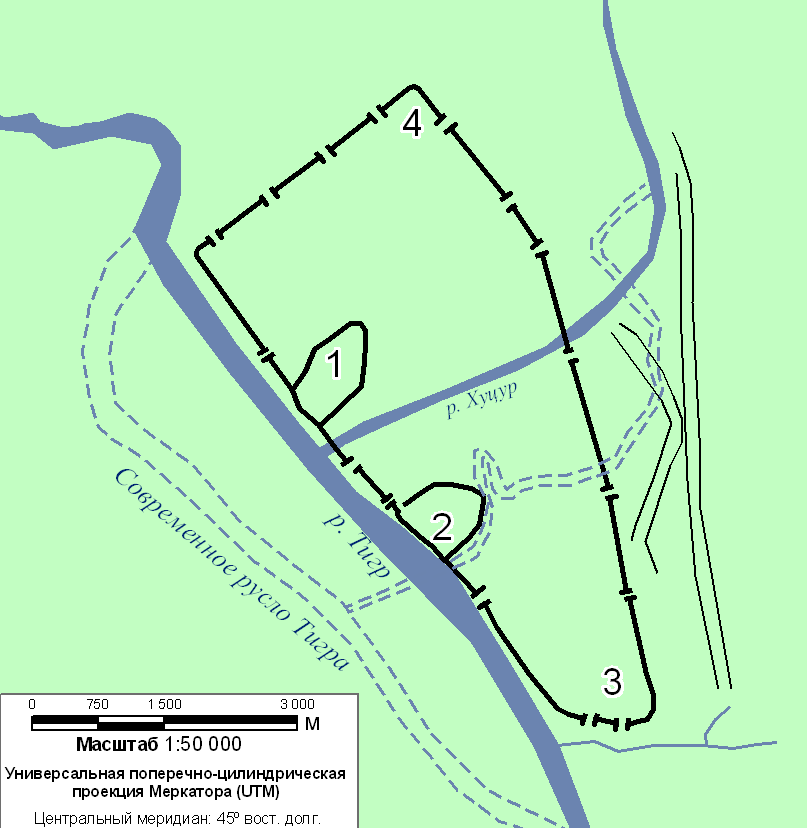 4
1
р. Хуцур
2
р. Тигр
Современное русло Тигра
3
0 750 1 500 3 000
М
Масштаб 1:50 000
Универсальная поперечно-цилиндрическая
проекция Меркатора (UTM)
Центральный меридиан: 45º вост. долг.